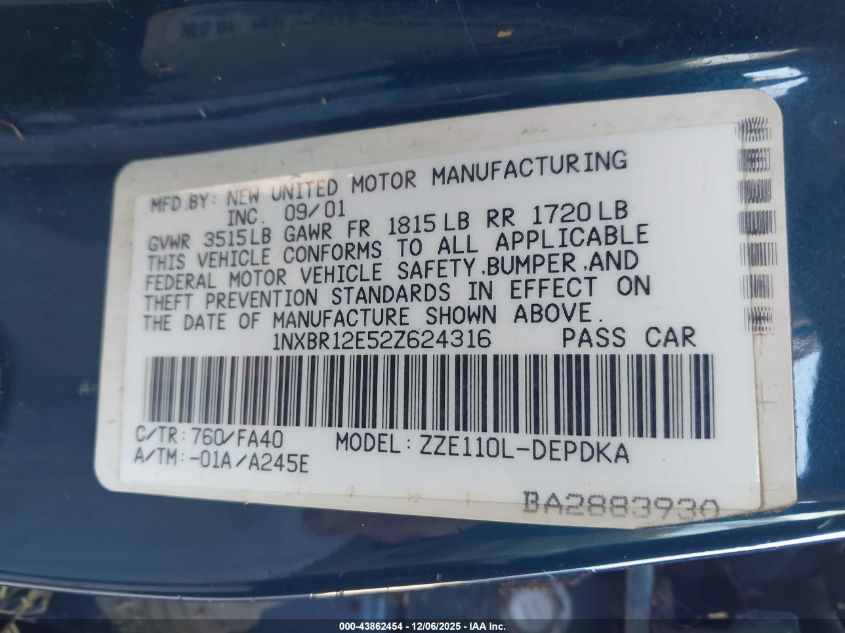 MFD.BY: NEW UNITED MOTOR MANUFACTURING
INC. 09/01
GVWR 3515LB GAWR FR 1815LB RR 1720LB
THIS VEHICLE CONFORMS TO ALL APPLICABLE
FEDERAL MOTOR VEHICLE SAFETY,BUMPER,AND
THEFT PREVENTION STANDARDS IN EFFECT ON
THE DATE OF MANUFACTURE SHOWN ABOVE.
1NXBR12E52Z624316 PASS CAR
C/TR: 760/FA40 MODEL: ZZE110L-DEPDKA
A/TM: -01A/A245E
BA2883930
000-43862454 - 12/06/2025 - IAA Inc.